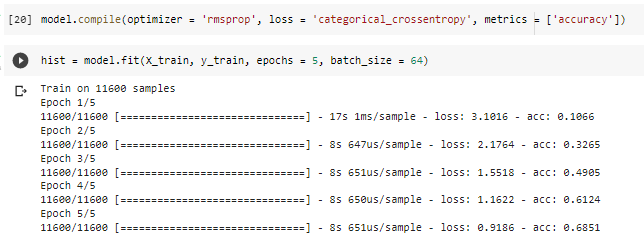 [20] model.compile(optimizer = 'rmsprop', loss = 'categorical_crossentropy', metrics = ['accuracy'])
hist = model.fit(X_train, y_train, epochs = 5, batch_size = 64)
Train on 11600 samples
Epoch 1/5
11600/11600 [==============================] - 17s 1ms/sample - loss: 3.1016 - acc: 0.1066
Epoch 2/5
11600/11600 [==============================] - 8s 647us/sample - loss: 2.1764 - acc: 0.3265
Epoch 3/5
11600/11600 [==============================] - 8s 651us/sample - loss: 1.5518 - acc: 0.4905
Epoch 4/5
11600/11600 [==============================] - 8s 650us/sample - loss: 1.1622 - acc: 0.6124
Epoch 5/5
11600/11600 [==============================] - 8s 651us/sample - loss: 0.9186 - acc: 0.6851